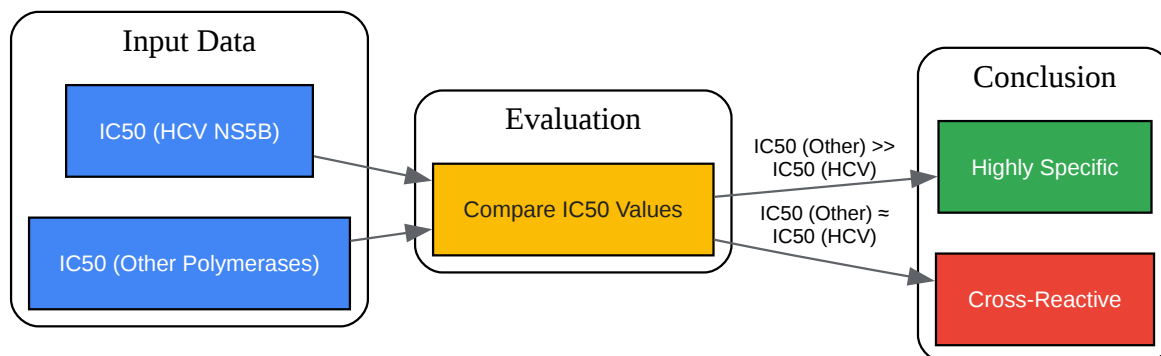 Input Data
IC50 (HCV NS5B)
IC50 (Other Polymerases)
Evaluation
Compare IC50 Values
IC50 (Other) >>
IC50 (HCV)
IC50 (Other) ≈
IC50 (HCV)
Conclusion
Highly Specific
Cross-Reactive